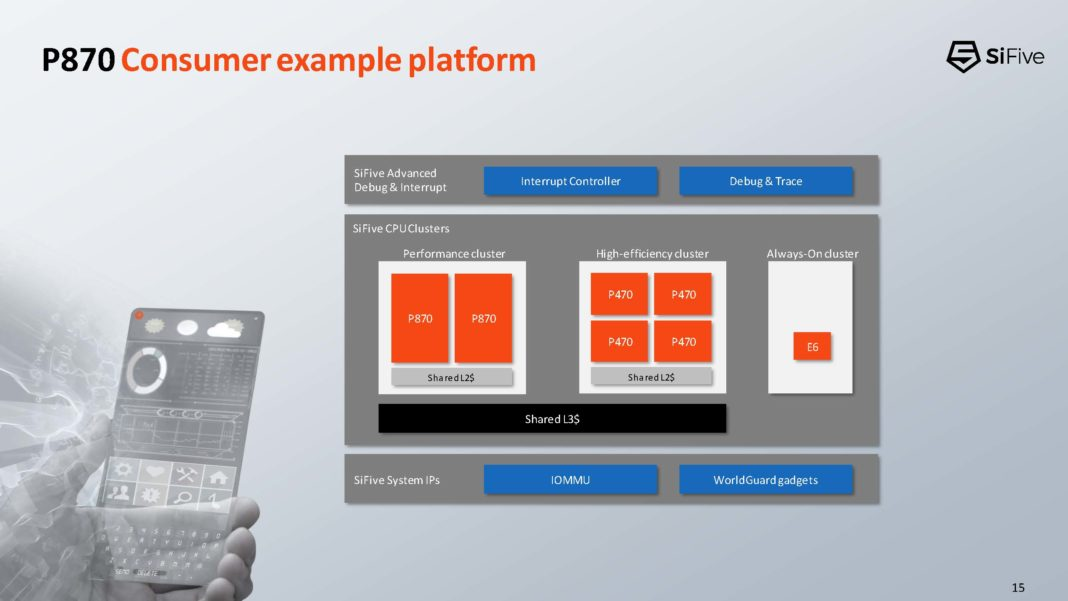 P870 Consumer example platform
SiFive
SiFive Advanced
Debug & Interrupt
Interrupt Controller
Debug & Trace
SiFive CPU Clusters
Performance cluster
High-efficiency cluster
Always-On cluster
P870
P870
P470
P470
P470
P470
E6
Shared L2$
Shared L2$
Shared L3$
SiFive System IPs
IOMMU
WorldGuard gadgets
SEND DELETE
15